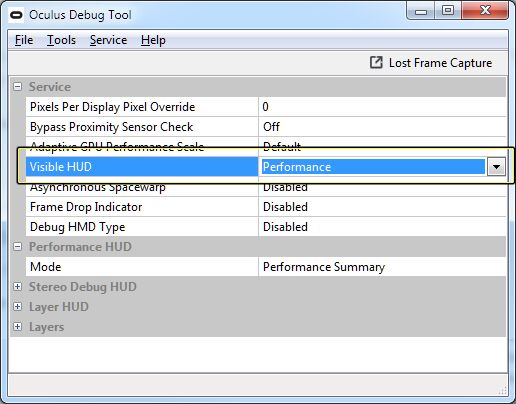 Oculus Debug Tool
File Tools Service Help
Lost Frame Capture
Service
Pixels Per Display Pixel Override 0
Bypass Proximity Sensor Check Off
Adaptive GPU Performance Scale Default
Visible HUD Performance
Asynchronous Spacewarp Disabled
Frame Drop Indicator Disabled
Debug HMD Type Disabled
Performance HUD
Mode Performance Summary
Stereo Debug HUD
Layer HUD
Layers